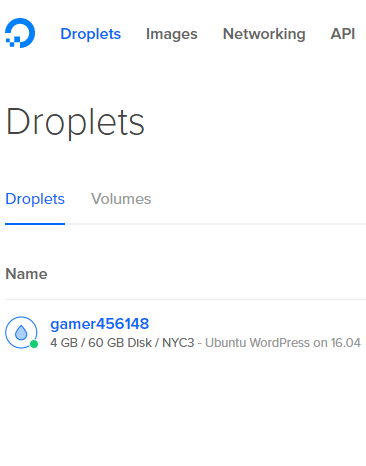 Droplets Images Networking API
Droplets
Droplets Volumes
Name
gamer456148
4 GB / 60 GB Disk / NYC3 - Ubuntu WordPress on 16.04